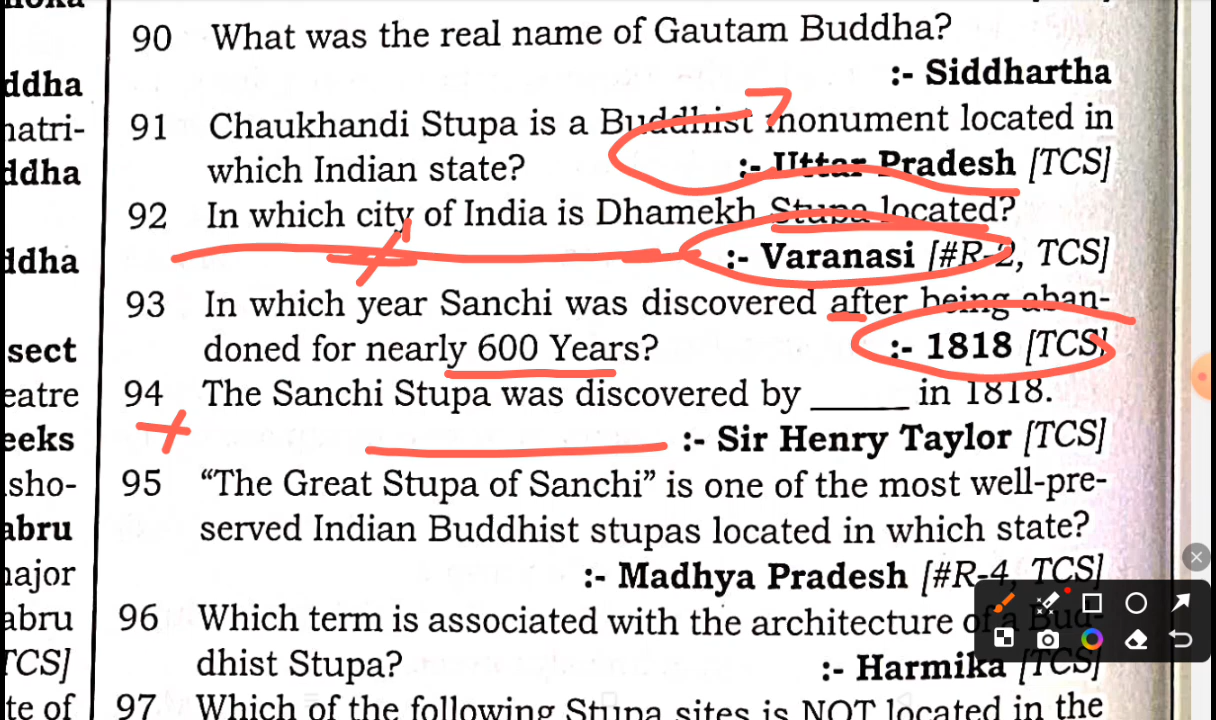 ddha
natri-
ddha
ddha
sect
eatre
eeks
sho-
abru
major
abru
TCS]
te of
90 What was the real name of Gautam Buddha?
:- Siddhartha
91 Chaukhandi Stupa is a Buddhist monument located in
which Indian state? :- Uttar Pradesh [TCS]
92 In which city of India is Dhamekh Stupa located?
:- Varanasi [#R-2, TCS]
93 In which year Sanchi was discovered after being aban-
doned for nearly 600 Years? :- 1818 [TCS]
94 The Sanchi Stupa was discovered by _____ in 1818.
:- Sir Henry Taylor [TCS]
95 “The Great Stupa of Sanchi” is one of the most well-pre-
served Indian Buddhist stupas located in which state?
:- Madhya Pradesh [#R-4, TCS]
96 Which term is associated with the architecture of a Bud-
dhist Stupa? :- Harmika [TCS]
97 Which of the following Stupa sites is NOT located in the